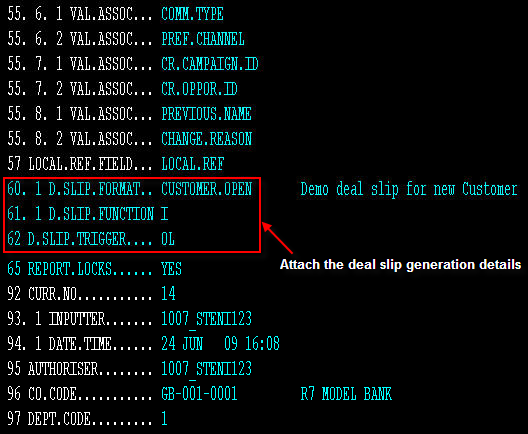 55. 6. 1 VAL.ASSOC... COMM.TYPE
55. 6. 2 VAL.ASSOC... PREF.CHANNEL
55. 7. 1 VAL.ASSOC... CR.CAMPAIGN.ID
55. 7. 2 VAL.ASSOC... CR.OPPOR.ID
55. 8. 1 VAL.ASSOC... PREVIOUS.NAME
55. 8. 2 VAL.ASSOC... CHANGE.REASON
57 LOCAL.REF.FIELD... LOCAL.REF
60. 1 D.SLIP.FORMAT.. CUSTOMER.OPEN Demo deal slip for new Customer
61. 1 D.SLIP.FUNCTION I
62 D.SLIP.TRIGGER.... OL
Attach the deal slip generation details
65 REPORT.LOCKS...... YES
92 CURR.NO........... 14
93. 1 INPUTTER....... 1007_STENI123
94. 1 DATE.TIME...... 24 JUN 09 16:08
95 AUTHORISER........ 1007_STENI123
96 CO.CODE........... GB-001-0001 R7 MODEL BANK
97 DEPT.CODE......... 1